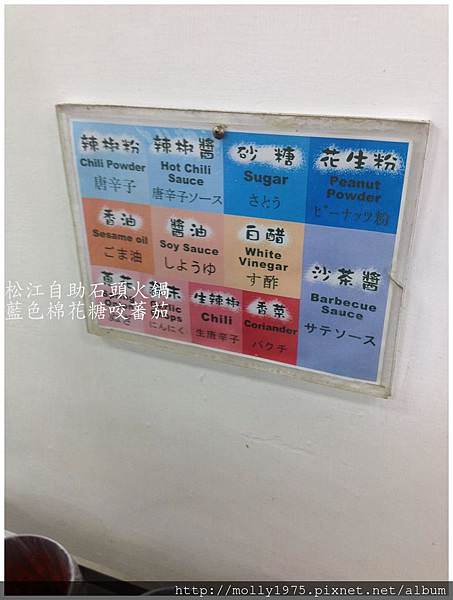 辣椒粉
Chili Powder
唐辛子
辣椒醬
Hot Chili
Sauce
唐辛子ソース
砂糖
Sugar
さとう
花生粉
Peanut
Powder
ピーナッツ粉
香油
Sesame oil
ごま油
醬油
Soy Sauce
しょうゆ
白醋
White
Vinegar
す酢
沙茶醬
Barbecue
Sauce
サテソース
にんにく
生辣椒
Chili
生唐辛子
香菜
Coriander
パクチ
松江自助石頭火鍋
藍色棉花糖咬蕃茄
http://molly1975.pixnet.net/album